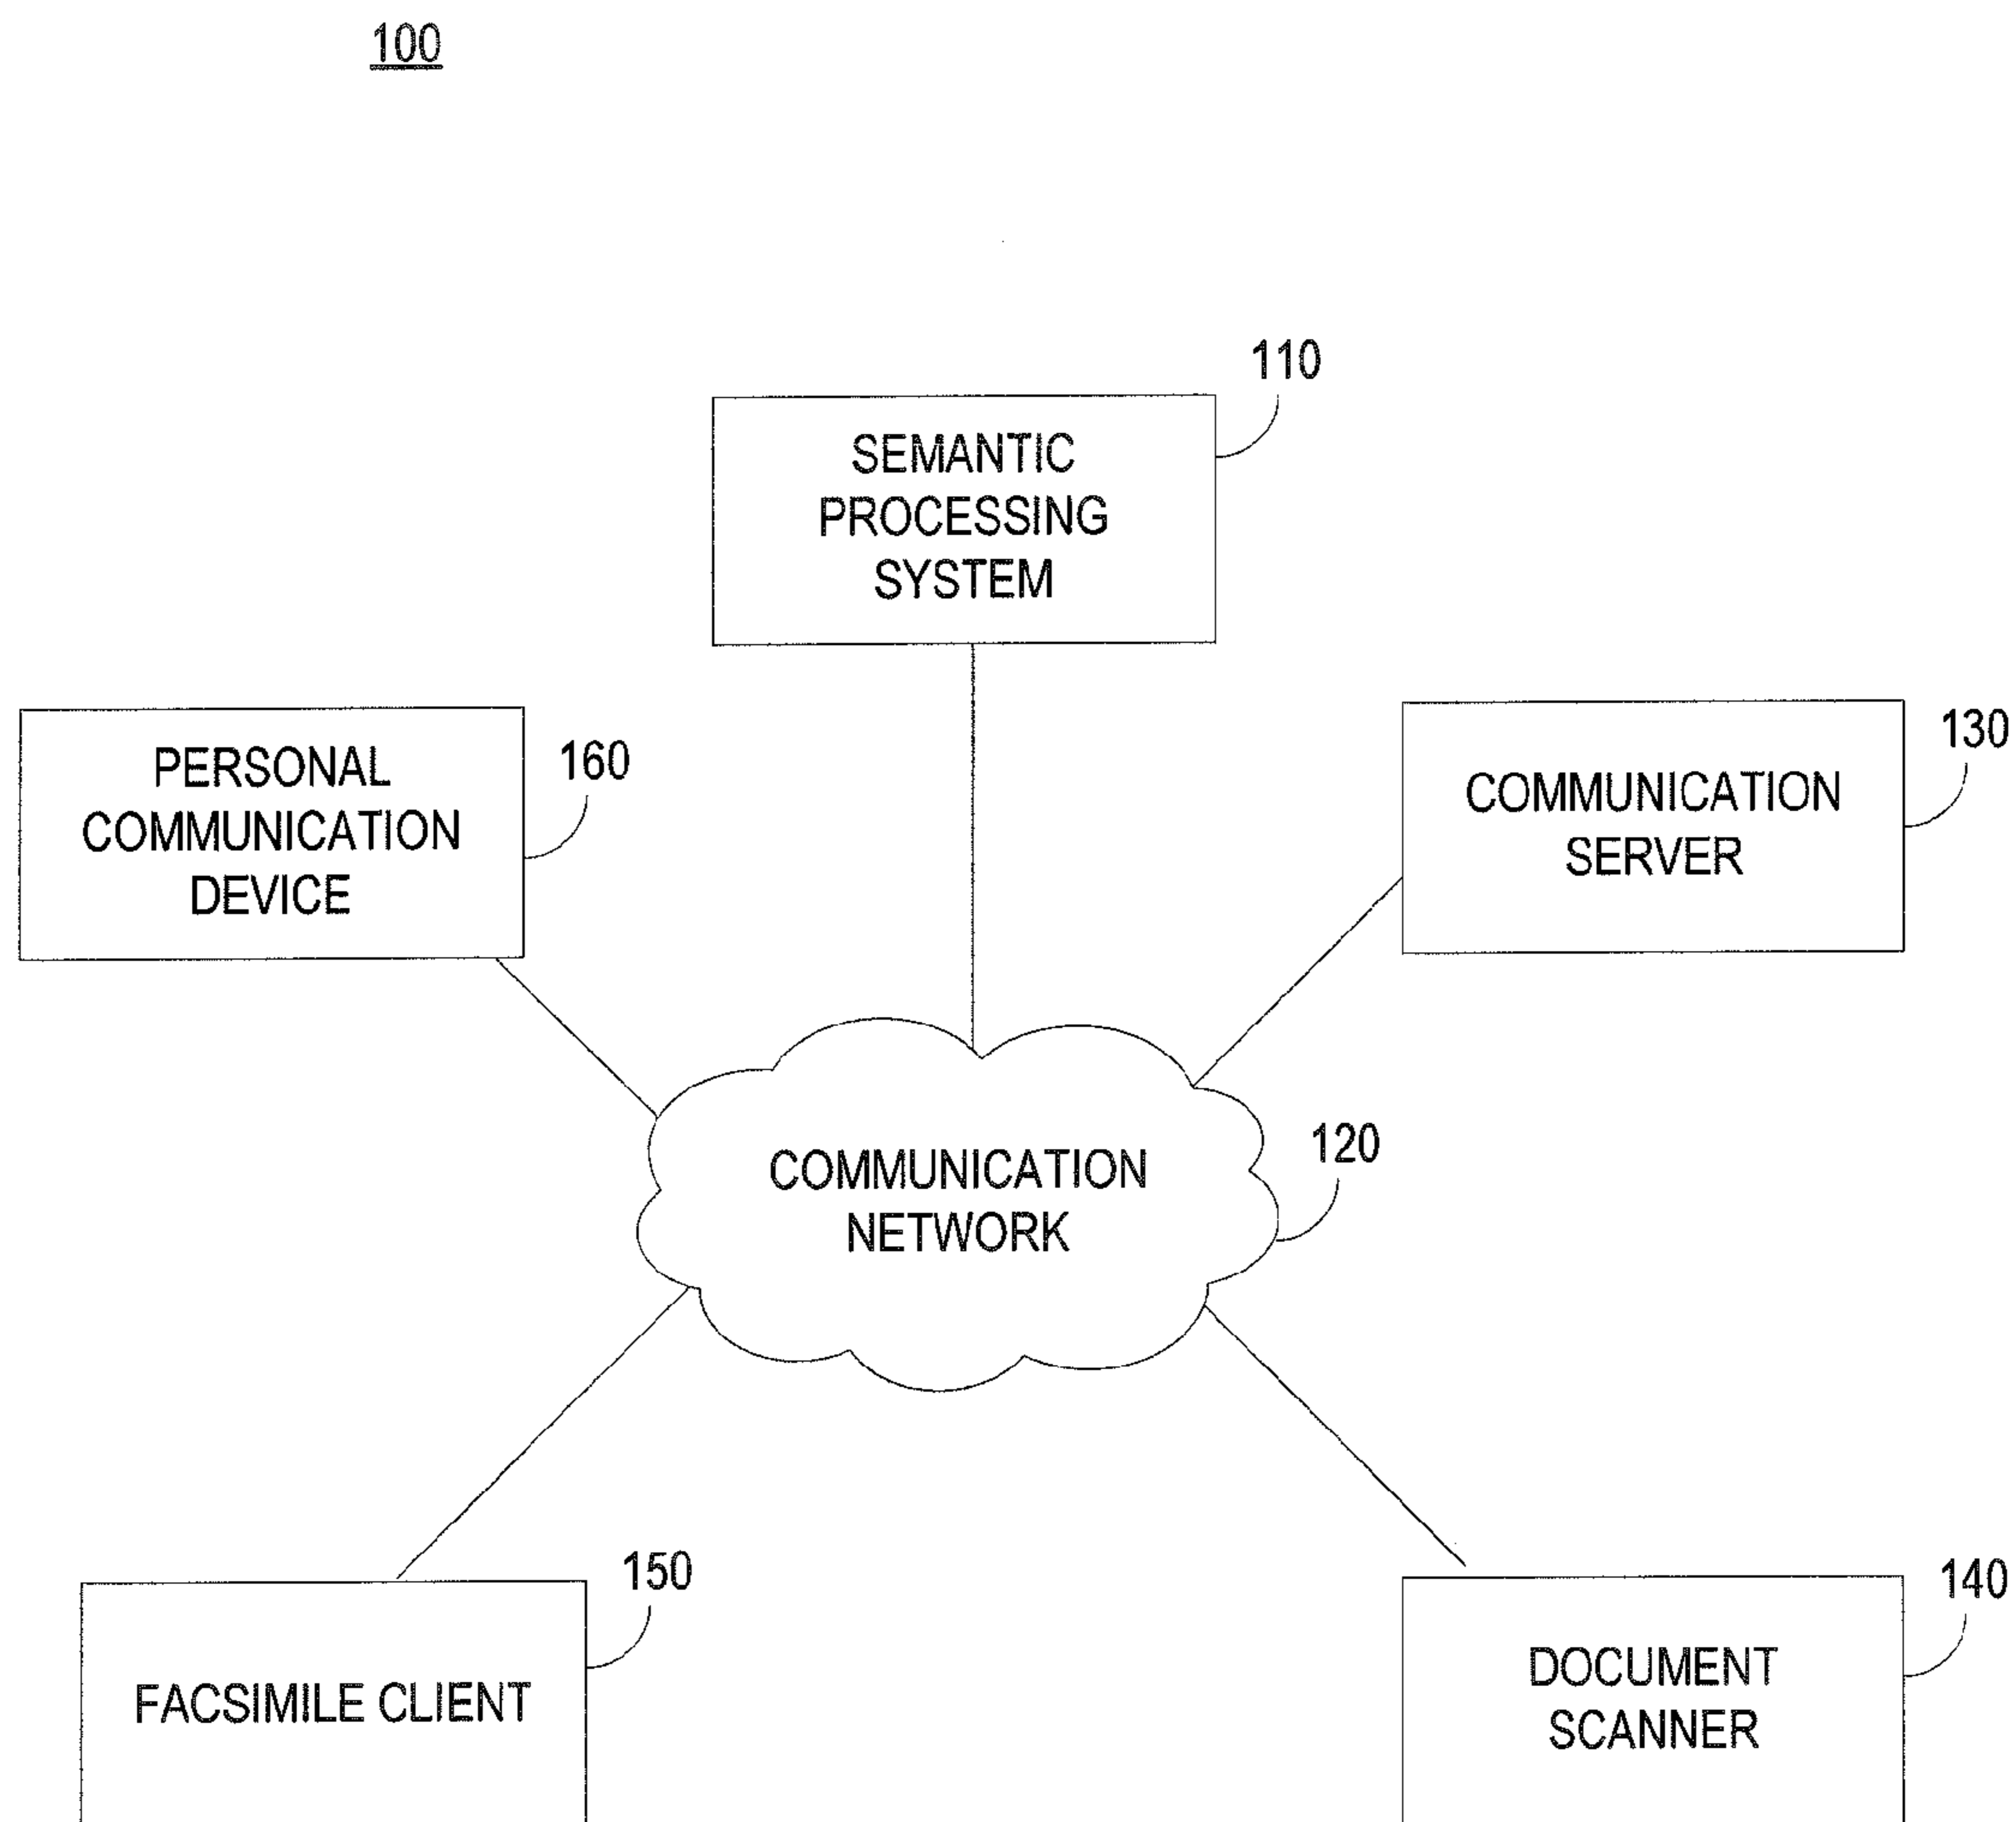 100
110
SEMANTIC
PROCESSING
SYSTEM
PERSONAL
COMMUNICATION
DEVICE
160
130
COMMUNICATION
SERVER
COMMUNICATION
NETWORK
120
150
FACSIMILE CLIENT
140
DOCUMENT
SCANNER